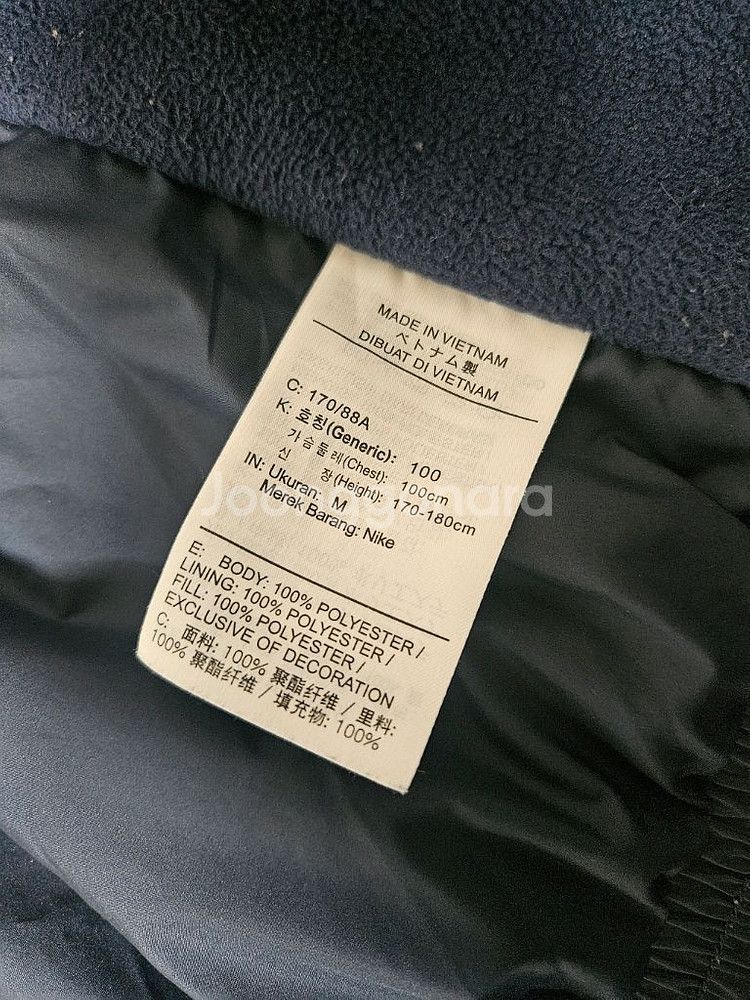 MADE IN VIETNAM
ベトナム製
DIBUAT DI VIETNAM
C: 170/88A
K: 호칭(Generic): 100
가슴둘레(Chest): 100cm
신 장(Height): 170-180cm
IN: Ukuran: M
Merek Barang: Nike
E: BODY: 100% POLYESTER /
LINING: 100% POLYESTER /
FILL: 100% POLYESTER /
EXCLUSIVE OF DECORATION
C: 面料: 100% 聚酯纤维 / 里料:
100% 聚酯纤维 / 填充物: 100%
Joonggonara